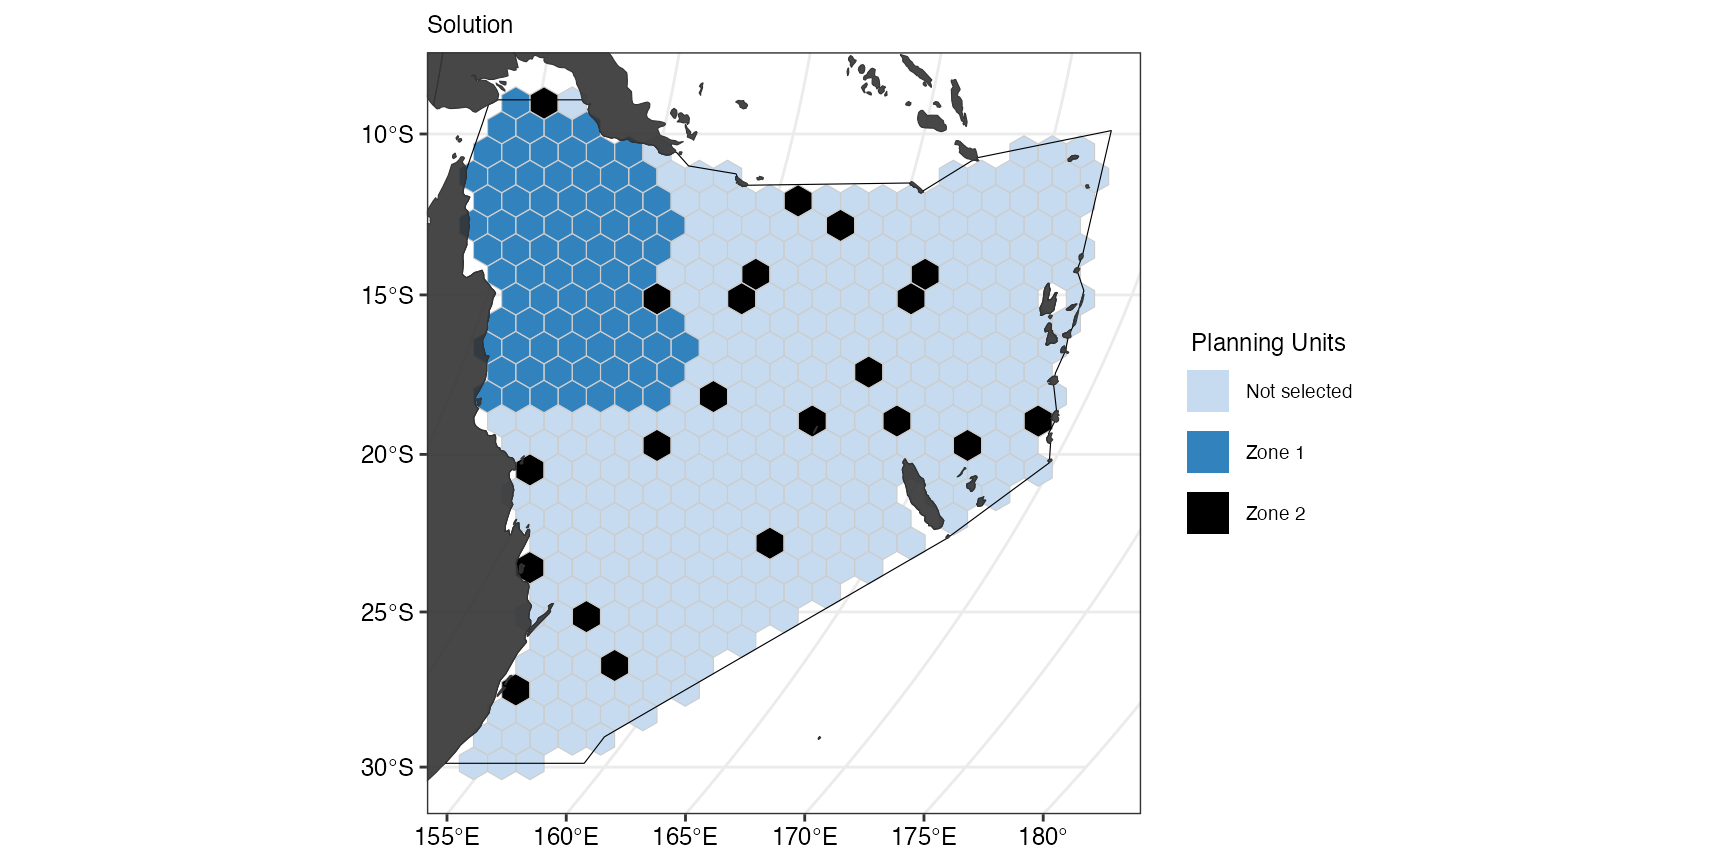 Solution
10°S
15°S
20°S
25°S
30°S
155°E 160°E 165°E 170°E 175°E 180°
Planning Units
Not selected
Zone 1
Zone 2